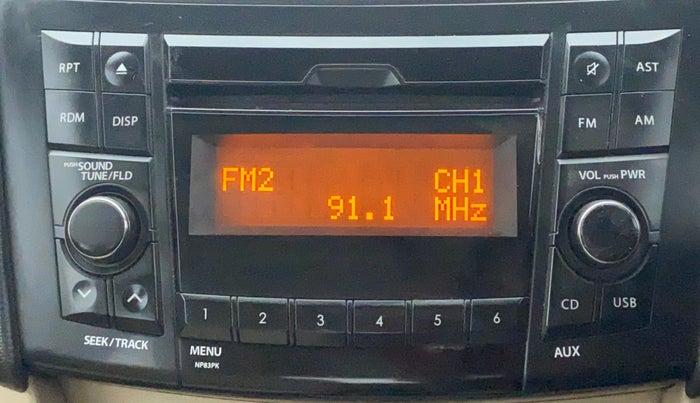 RPT
AST
RDM
DISP
FM
AM
PUSH SOUND
TUNE/FLD
VOL PUSH PWR
FM2 CH1
91.1 MHz
CD
USB
1 2 3 4 5 6
SEEK/TRACK
MENU
NP83PK
AUX